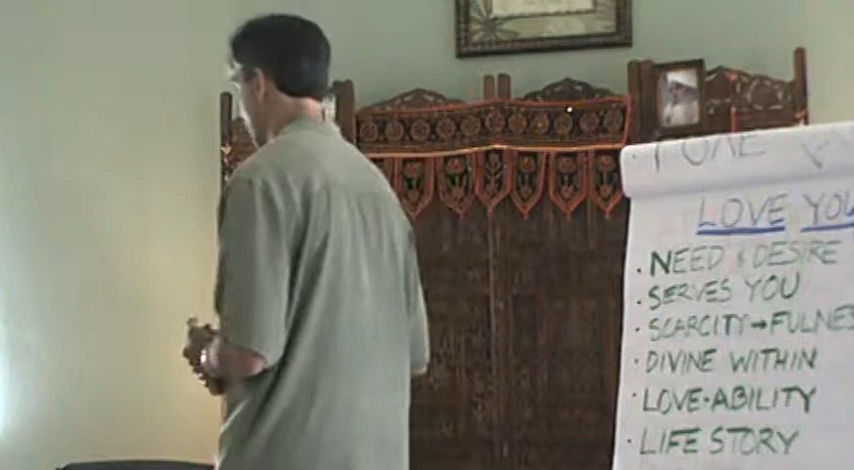 LOVE YOU
• NEED & DESIRE
• SERVES YOU
• SCARCITY→FULNES
• DIVINE WITHIN
• LOVE•ABILITY
• LIFE STORY